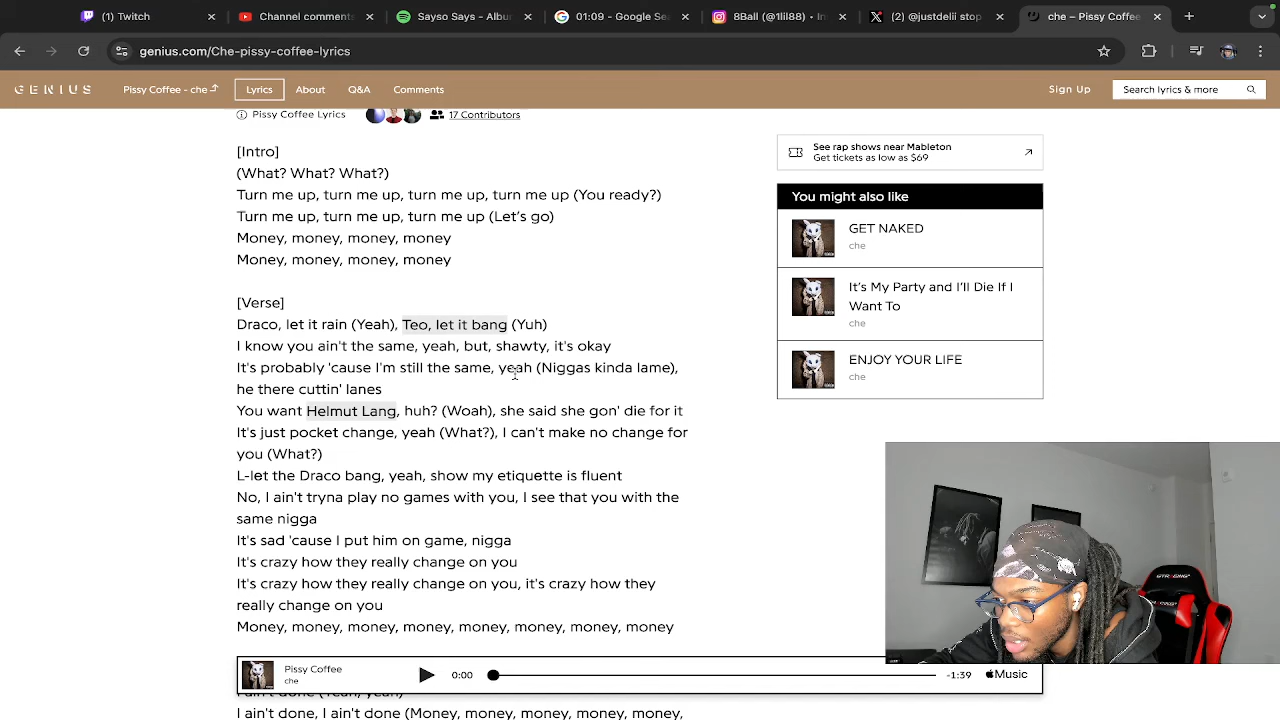 (1) Twitch
Channel comments
Sayso Says - Albu
01:09 - Google Se
8Ball (@1lil88) • In
(2) @justdelii stop
che – Pissy Coffee
genius.com/Che-pissy-coffee-lyrics
GENIUS
Pissy Coffee - che
Lyrics
About
Q&A
Comments
Sign Up
Search lyrics & more
Pissy Coffee Lyrics
17 Contributors
[Intro]
(What? What? What?)
Turn me up, turn me up, turn me up, turn me up (You ready?)
Turn me up, turn me up, turn me up (Let's go)
Money, money, money, money
Money, money, money, money
[Verse]
Draco, let it rain (Yeah), Teo, let it bang (Yuh)
I know you ain't the same, yeah, but, shawty, it's okay
It's probably 'cause I'm still the same, yeah (Niggas kinda lame),
he there cuttin' lanes
You want Helmut Lang, huh? (Woah), she said she gon' die for it
It's just pocket change, yeah (What?), I can't make no change for
you (What?)
L-let the Draco bang, yeah, show my etiquette is fluent
No, I ain't tryna play no games with you, I see that you with the
same nigga
It's sad 'cause I put him on game, nigga
It's crazy how they really change on you
It's crazy how they really change on you, it's crazy how they
really change on you
Money, money, money, money, money, money, money, money
I ain't done (Yeah, yeah)
I ain't done, I ain't done (Money, money, money, money, money,
See rap shows near Mableton
Get tickets as low as $69
You might also like
GET NAKED
che
It's My Party and I'll Die If I
Want To
che
ENJOY YOUR LIFE
che
Pissy Coffee
che
0:00
-1:39
Music
GTRACING